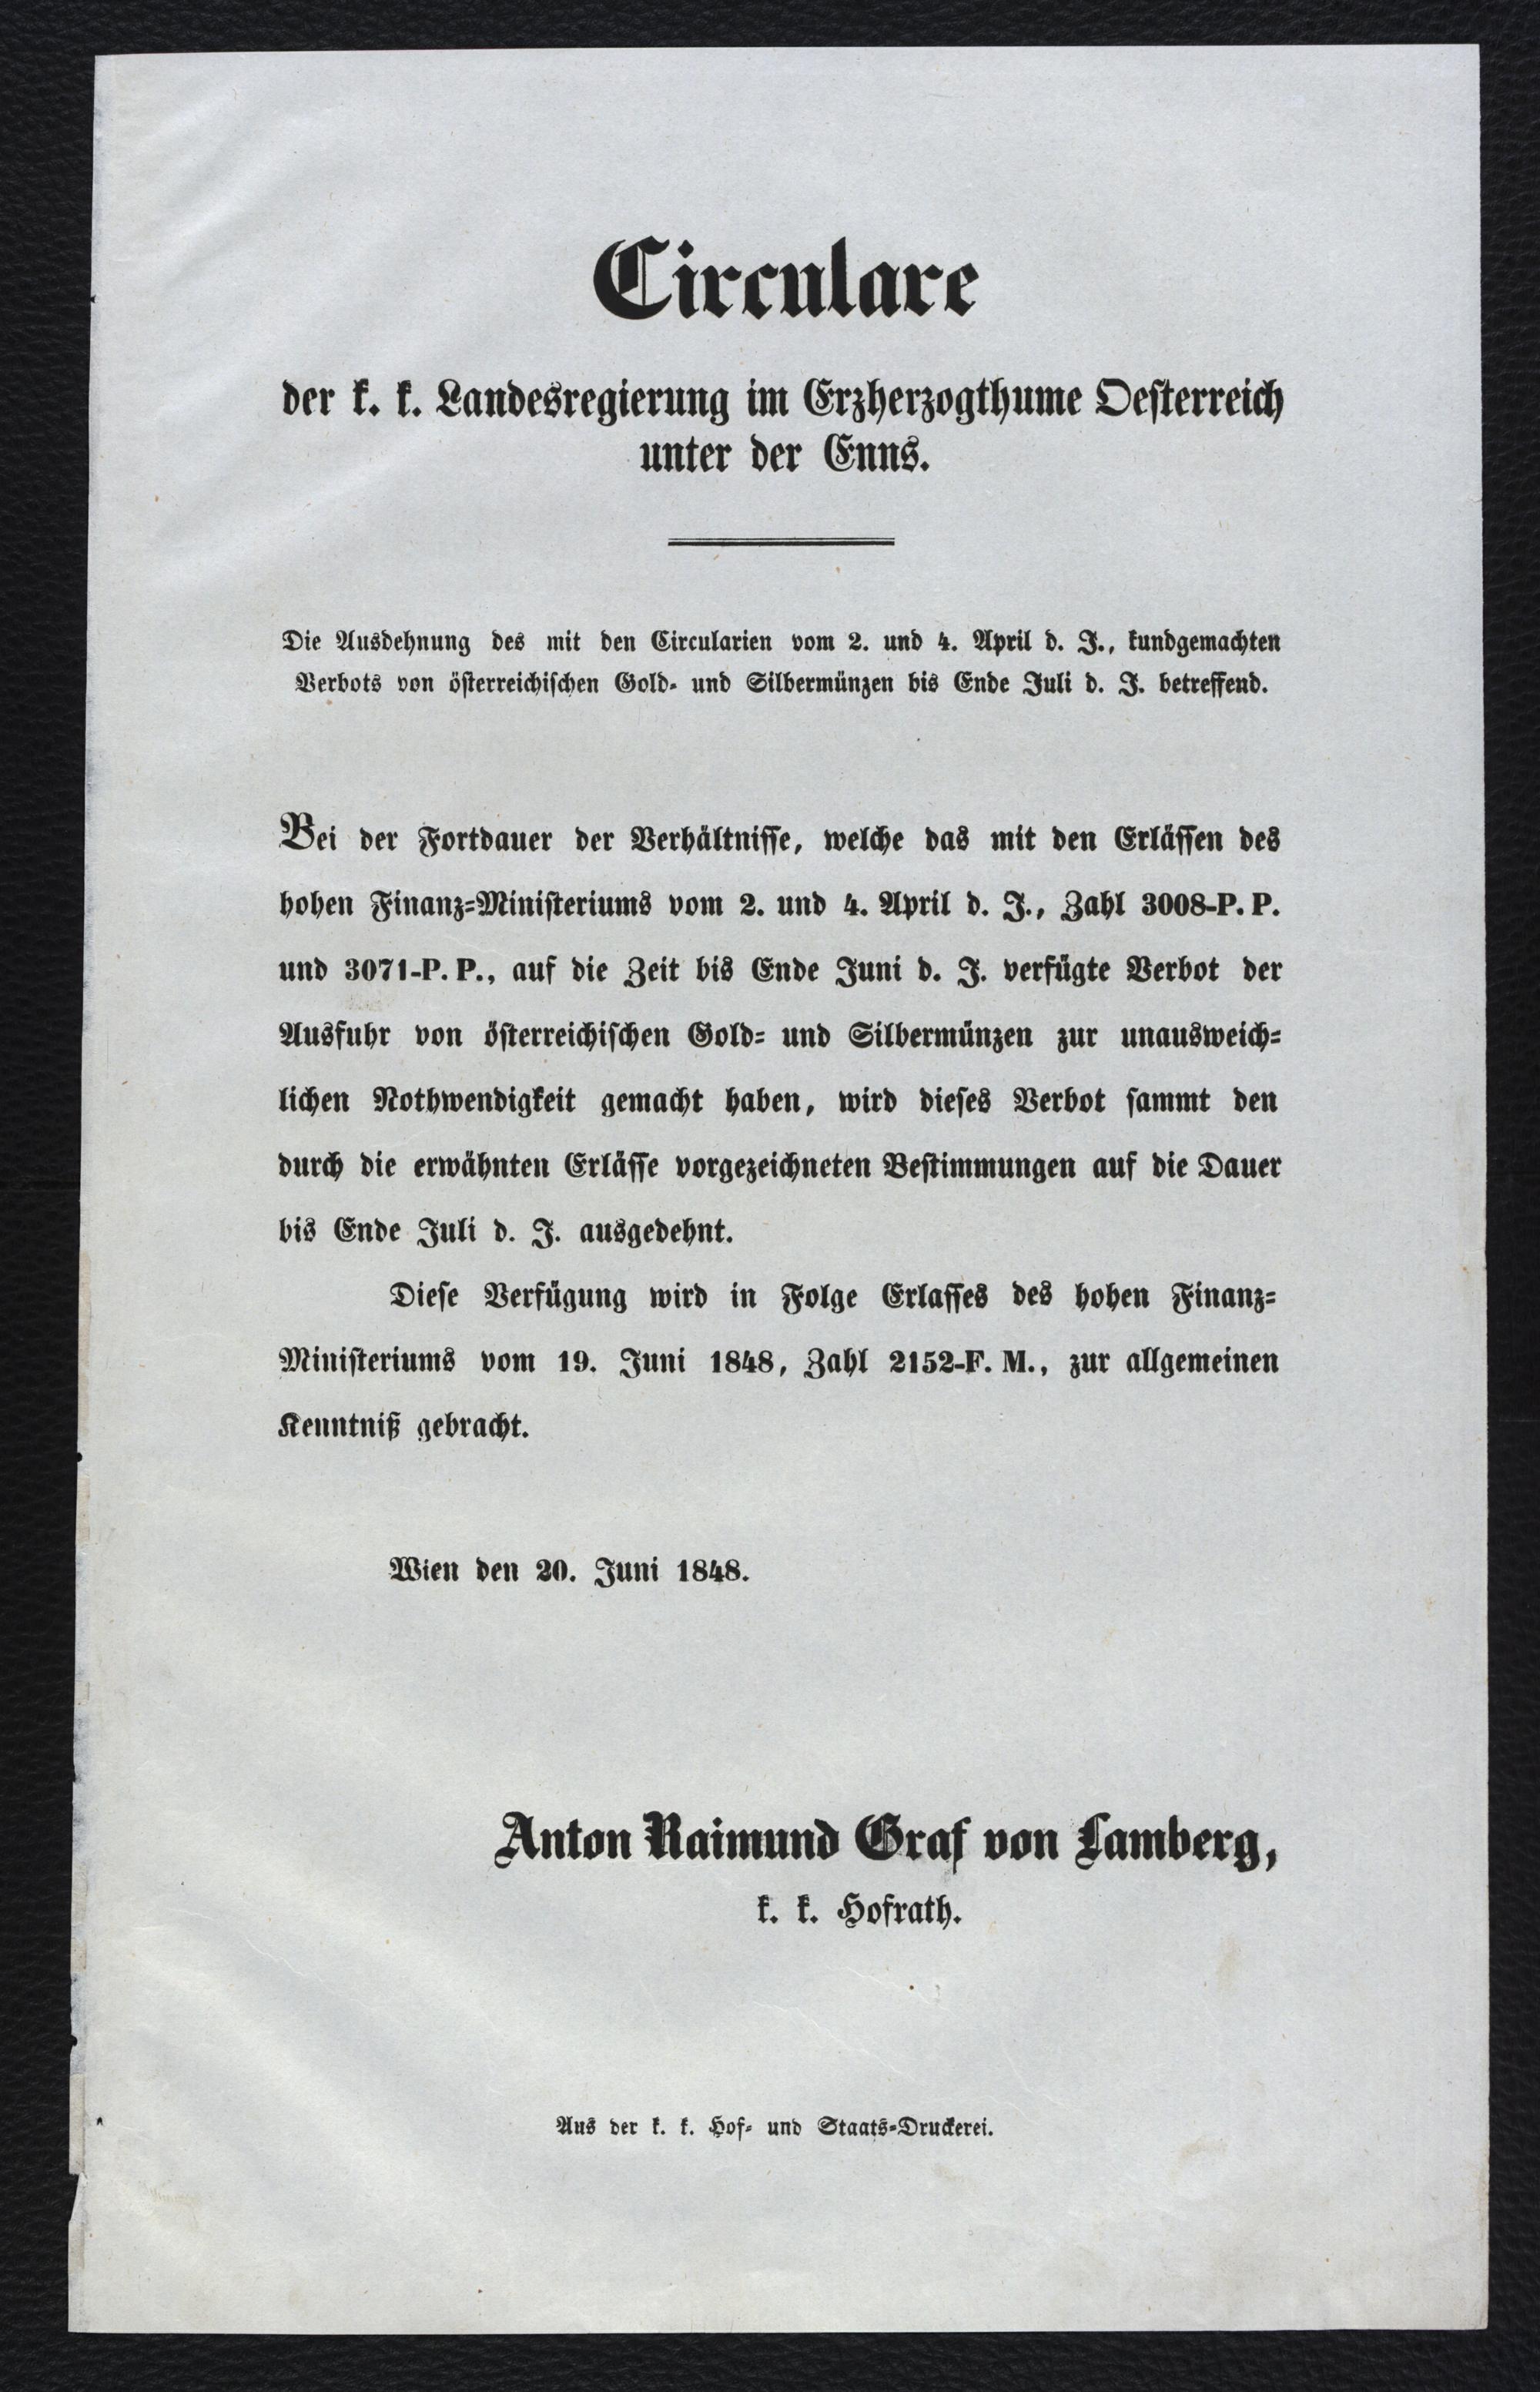 Circulare
der k. k. Landesregierung im Erzherzogthume Oesterreich
unter der Enns.
Die Ausdehnung des mit den Circularien vom 2. und 4. April d. J., kundgemachten
Verbots von österreichischen Gold- und Silbermünzen bis Ende Juli d. J. betreffend.
Bei der Fortdauer der Verhältnisse, welche das mit den Erlässen des
hohen Finanz-Ministeriums vom 2. und 4. April d. J., Zahl 3008-P. P.
und 3071-P. P., auf die Zeit bis Ende Juni d. J. verfügte Verbot der
Ausfuhr von österreichischen Gold- und Silbermünzen zur unausweich-
lichen Nothwendigkeit gemacht haben, wird dieses Verbot sammt den
durch die erwähnten Erlässe vorgezeichneten Bestimmungen auf die Dauer
bis Ende Juli d. J. ausgedehnt.
Diese Verfügung wird in Folge Erlasses des hohen Finanz-
Ministeriums vom 19. Juni 1848, Zahl 2152-F. M., zur allgemeinen
Kenntniß gebracht.
Wien den 20. Juni 1848.
Anton Raimund Graf von Lamberg,
k. k. Hofrath.
Aus der k. k. Hof- und Staats-Druckerei.